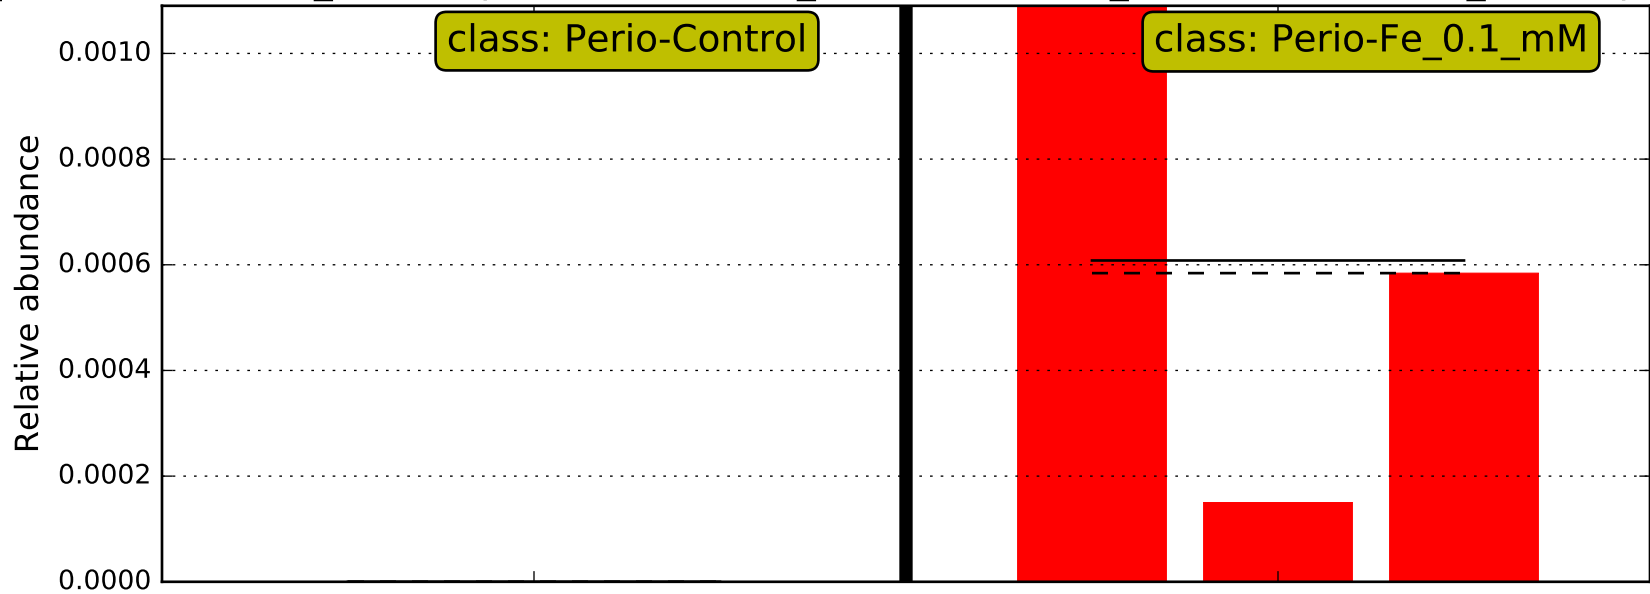 class: Perio-Control
class: Perio-Fe_0.1_mM
0.0010
0.0008
0.0006
0.0004
0.0002
0.0000
Relative abundance